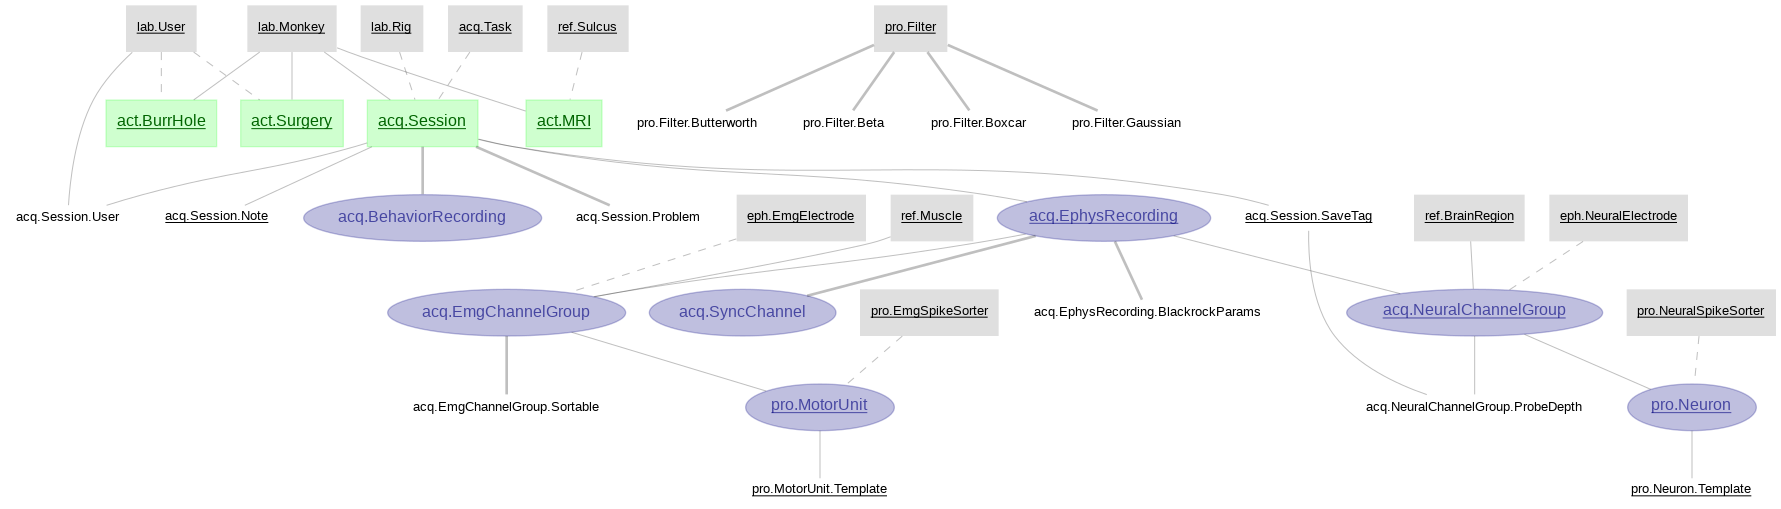 lab.User
lab.Monkey
lab.Rig
acq.Task
ref.Sulcus
pro.Filter
act.BurrHole
act.Surgery
acq.Session
act.MRI
pro.Filter.Butterworth
pro.Filter.Beta
pro.Filter.Boxcar
pro.Filter.Gaussian
acq.Session.User
acq.Session.Note
acq.BehaviorRecording
acq.Session.Problem
eph.EmgElectrode
ref.Muscle
acq.EphysRecording
acq.Session.SaveTag
ref.BrainRegion
eph.NeuralElectrode
acq.EmgChannelGroup
acq.SyncChannel
pro.EmgSpikeSorter
acq.EphysRecording.BlackrockParams
acq.NeuralChannelGroup
pro.NeuralSpikeSorter
acq.EmgChannelGroup.Sortable
pro.MotorUnit
acq.NeuralChannelGroup.ProbeDepth
pro.Neuron
pro.MotorUnit.Template
pro.Neuron.Template